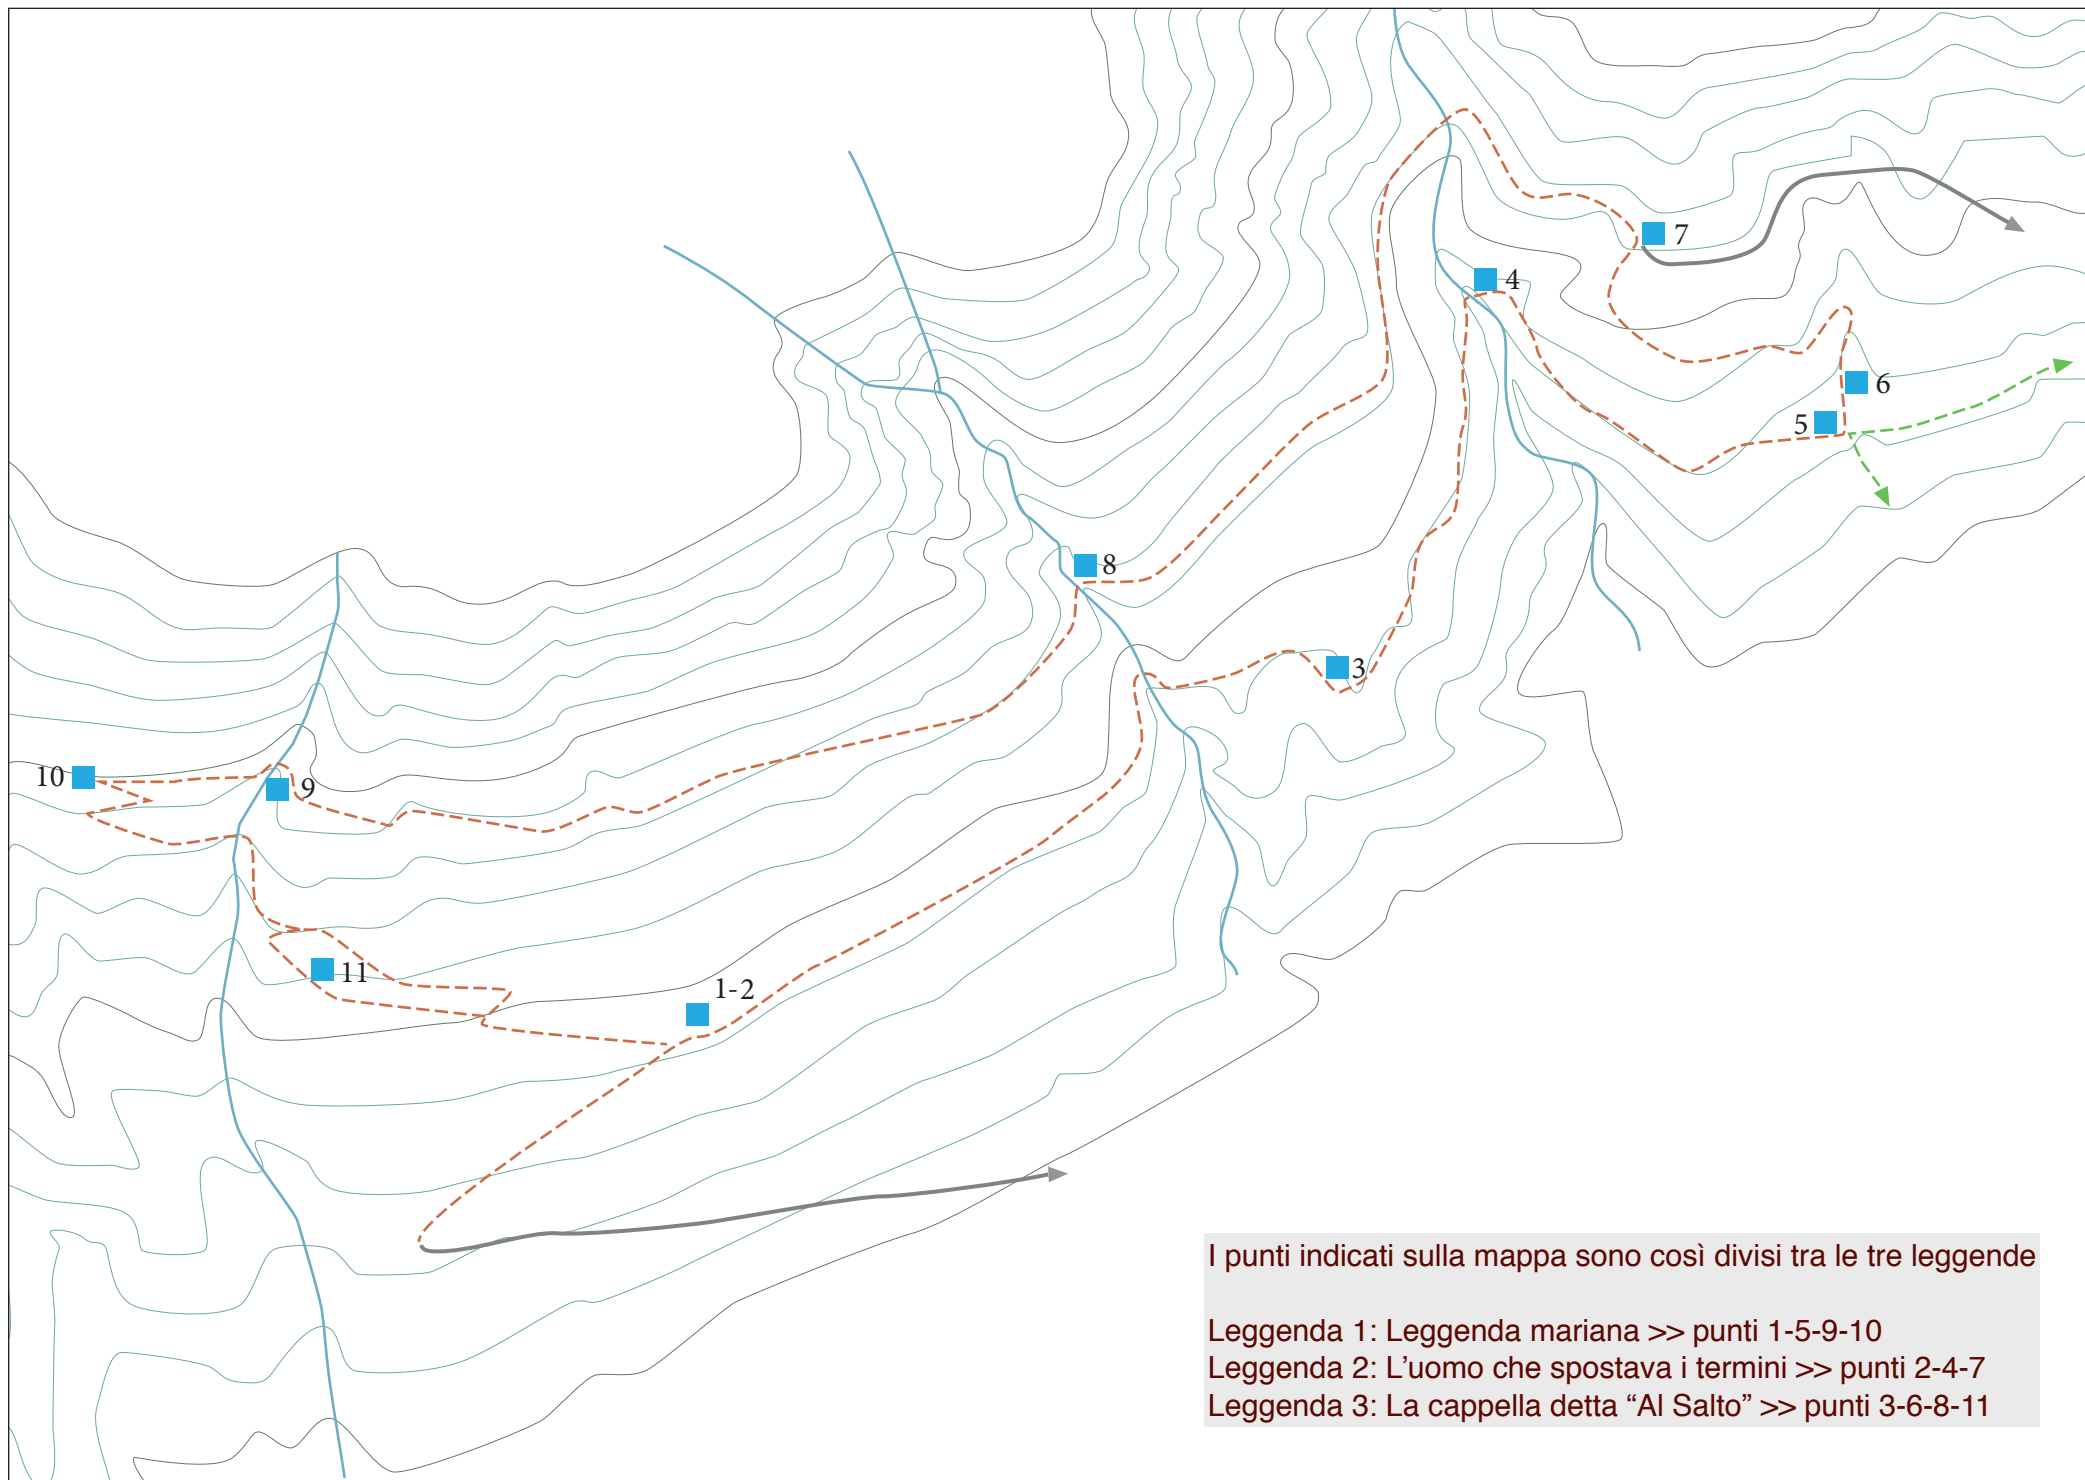 7
4
6
5
8
3
10
9
11
1-2
I punti indicati sulla mappa sono così divisi tra le tre leggende
Leggenda 1: Leggenda mariana >> punti 1-5-9-10
Leggenda 2: L’uomo che spostava i termini >> punti 2-4-7
Leggenda 3: La cappella detta “Al Salto” >> punti 3-6-8-11